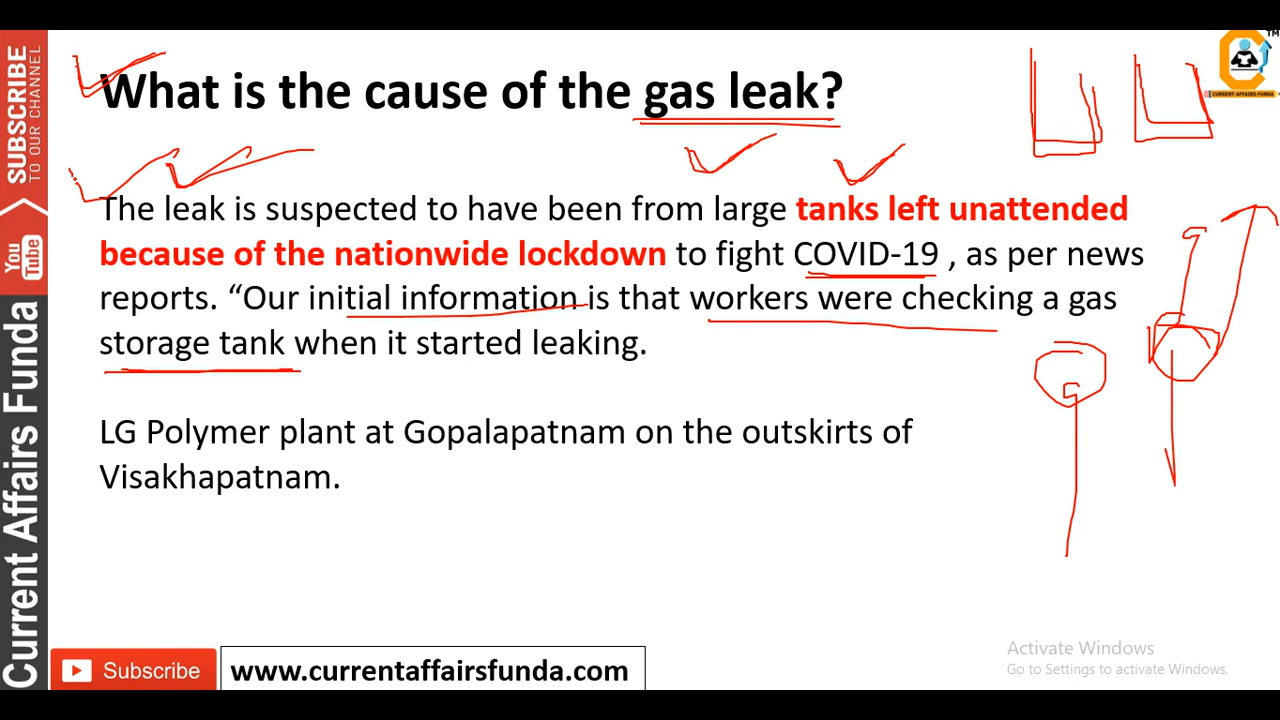 What is the cause of the gas leak?
The leak is suspected to have been from large tanks left unattended
because of the nationwide lockdown to fight COVID-19 , as per news
reports. “Our initial information is that workers were checking a gas
storage tank when it started leaking.
LG Polymer plant at Gopalapatnam on the outskirts of
Visakhapatnam.
SUBSCRIBE
TO OUR CHANNEL
You
Tube
Current Affairs Funda
TM
CURRENT-AFFAIRS-FUNDA
Activate Windows
Go to Settings to activate Windows.
Subscribe
www.currentaffairsfunda.com